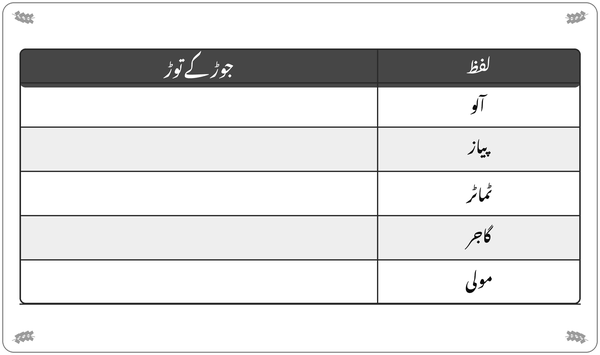 لفظ جوڑ کے توڑ
آلو
پیاز
ٹماٹر
گاجر
مولی